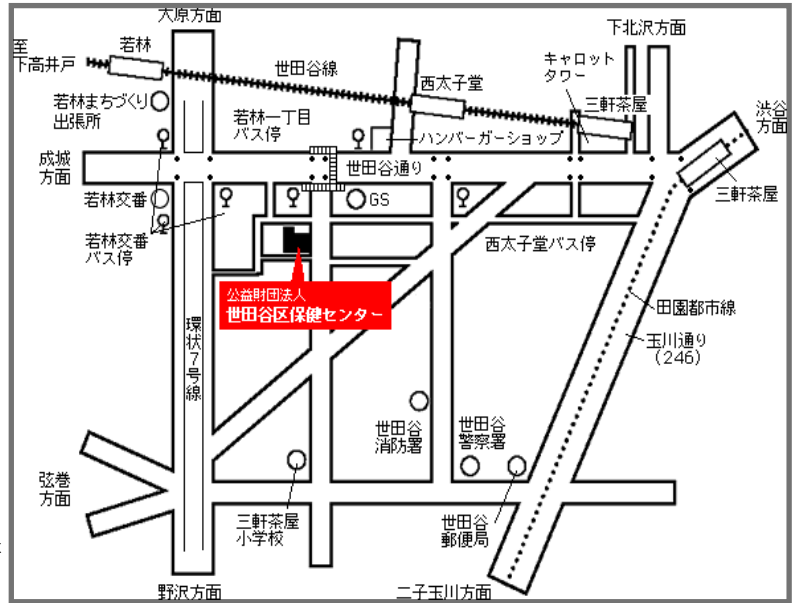 大原方面
下北沢方面
至
下高井戸
若林
世田谷線
西太子堂
キャロット
タワー
三軒茶屋
渋谷
方面
若林まちづくり
出張所
若林一丁目
バス停
ハンバーガーショップ
成城
方面
世田谷通り
三軒茶屋
若林交番
GS
若林交番
バス停
西太子堂バス停
公益財団法人
世田谷区保健センター
田園都市線
環状7号線
玉川通り
(246)
世田谷
消防署
世田谷
警察署
弦巻
方面
三軒茶屋
小学校
世田谷
郵便局
野沢方面
二子玉川方面